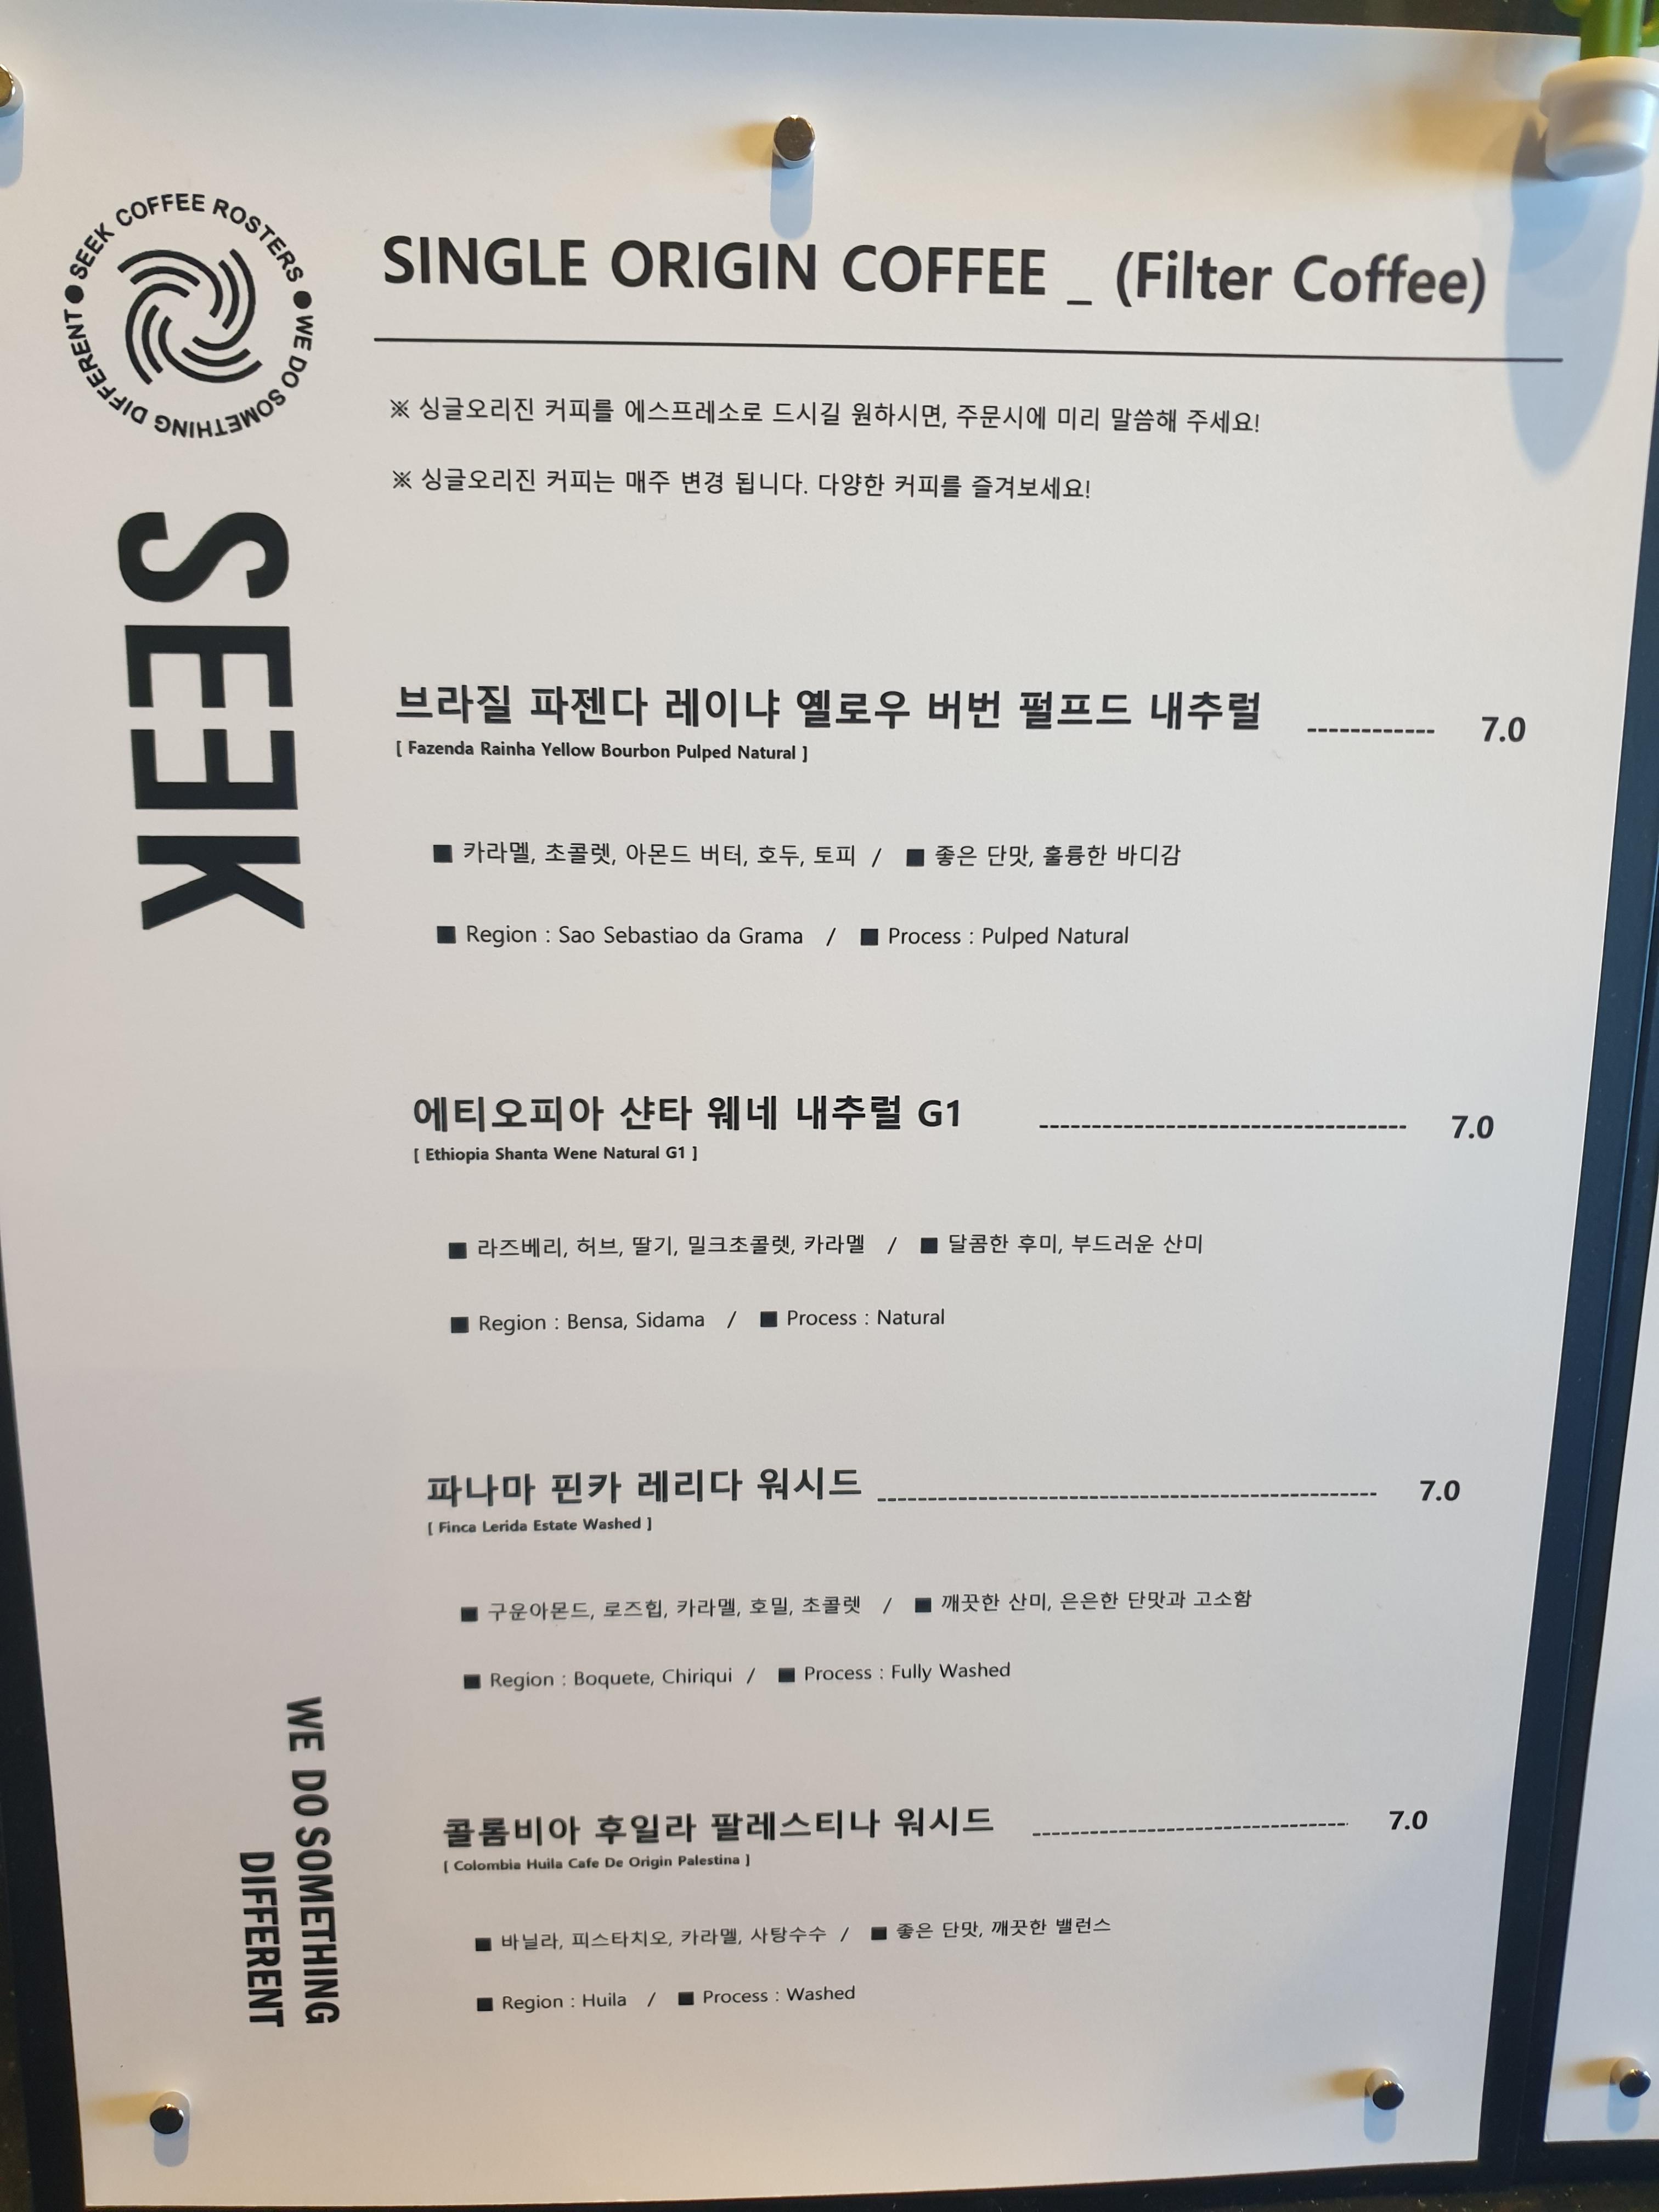 SEEK COFFEE ROSTERS
WE DO SOMETHING DIFFERENT
SEEK
SINGLE ORIGIN COFFEE _ (Filter Coffee)
※ 싱글오리진 커피를 에스프레소로 드시길 원하시면, 주문시에 미리 말씀해 주세요!
※ 싱글오리진 커피는 매주 변경 됩니다. 다양한 커피를 즐겨보세요!
브라질 파젠다 레이냐 옐로우 버번 펄프드 내추럴 ------------ 7.0
[ Fazenda Rainha Yellow Bourbon Pulped Natural ]
■ 카라멜, 초콜렛, 아몬드 버터, 호두, 토피 / ■ 좋은 단맛, 훌륭한 바디감
■ Region : Sao Sebastiao da Grama / ■ Process : Pulped Natural
에티오피아 샨타 웨네 내추럴 G1 ----------------------------------- 7.0
[ Ethiopia Shanta Wene Natural G1 ]
■ 라즈베리, 허브, 딸기, 밀크초콜렛, 카라멜 / ■ 달콤한 후미, 부드러운 산미
■ Region : Bensa, Sidama / ■ Process : Natural
파나마 핀카 레리다 워시드 -------------------------------------------------- 7.0
[ Finca Lerida Estate Washed ]
■ 구운아몬드, 로즈힙, 카라멜, 호밀, 초콜렛 / ■ 깨끗한 산미, 은은한 단맛과 고소함
■ Region : Boquete, Chiriqui / ■ Process : Fully Washed
콜롬비아 후일라 팔레스티나 워시드 -------------------------------- 7.0
[ Colombia Huila Cafe De Origin Palestina ]
■ 바닐라, 피스타치오, 카라멜, 사탕수수 / ■ 좋은 단맛, 깨끗한 밸런스
■ Region : Huila / ■ Process : Washed
WE DO SOMETHING
DIFFERENT